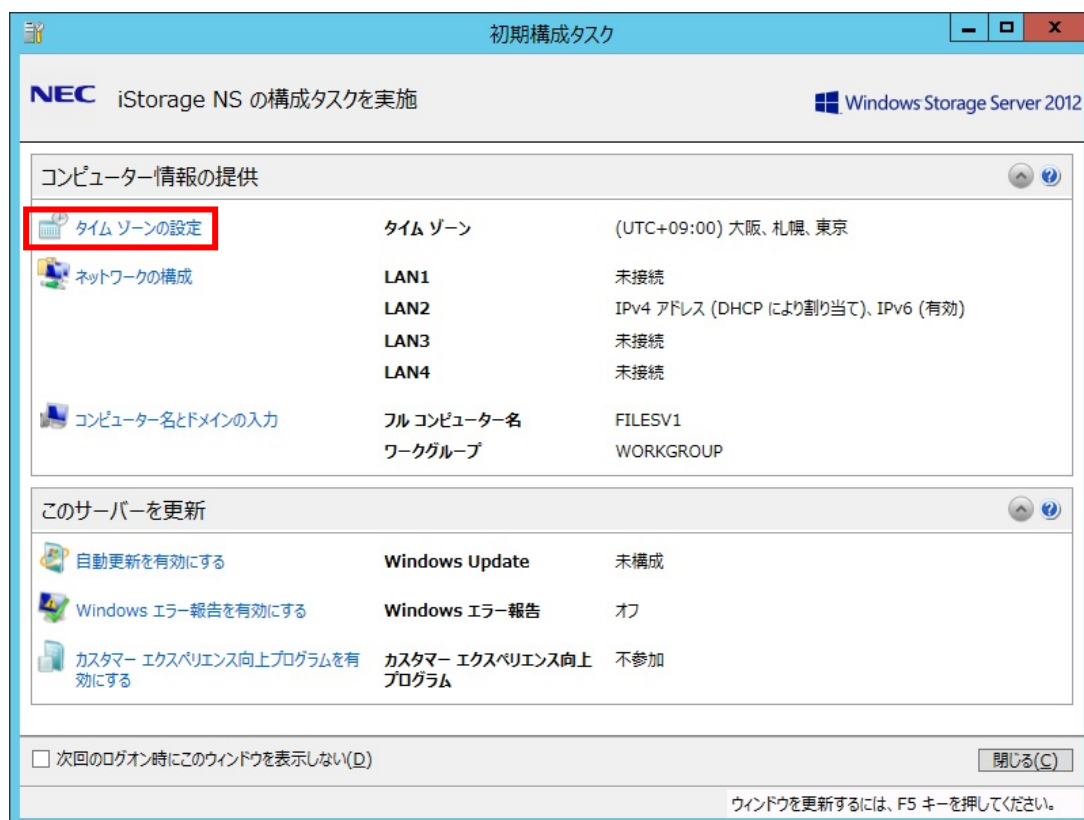 初期構成タスク
NEC iStorage NS の構成タスクを実施
Windows Storage Server 2012
コンピューター情報の提供
タイム ゾーンの設定 タイム ゾーン (UTC+09:00) 大阪、札幌、東京
ネットワークの構成 LAN1 未接続
LAN2 IPv4 アドレス (DHCP により割り当て)、IPv6 (有効)
LAN3 未接続
LAN4 未接続
コンピューター名とドメインの入力 フル コンピューター名 FILESV1
ワークグループ WORKGROUP
このサーバーを更新
自動更新を有効にする Windows Update 未構成
Windows エラー報告を有効にする Windows エラー報告 オフ
カスタマー エクスペリエンス向上プログラムを有 カスタマー エクスペリエンス向上 不参加
効にする プログラム
次回のログオン時にこのウィンドウを表示しない(D)
閉じる(C)
ウィンドウを更新するには、F5 キーを押してください。